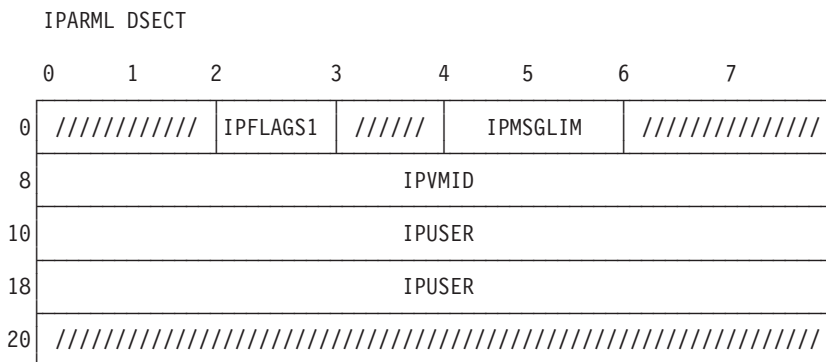 IPARML DSECT
0 1 2 3 4 5 6 7
0 //////////// IPFLAGS1 ////// IPMSGLIM ///////////////
8 IPVMID
10 IPUSER
18 IPUSER
20 ////////////////////////////////////////////////////////////////